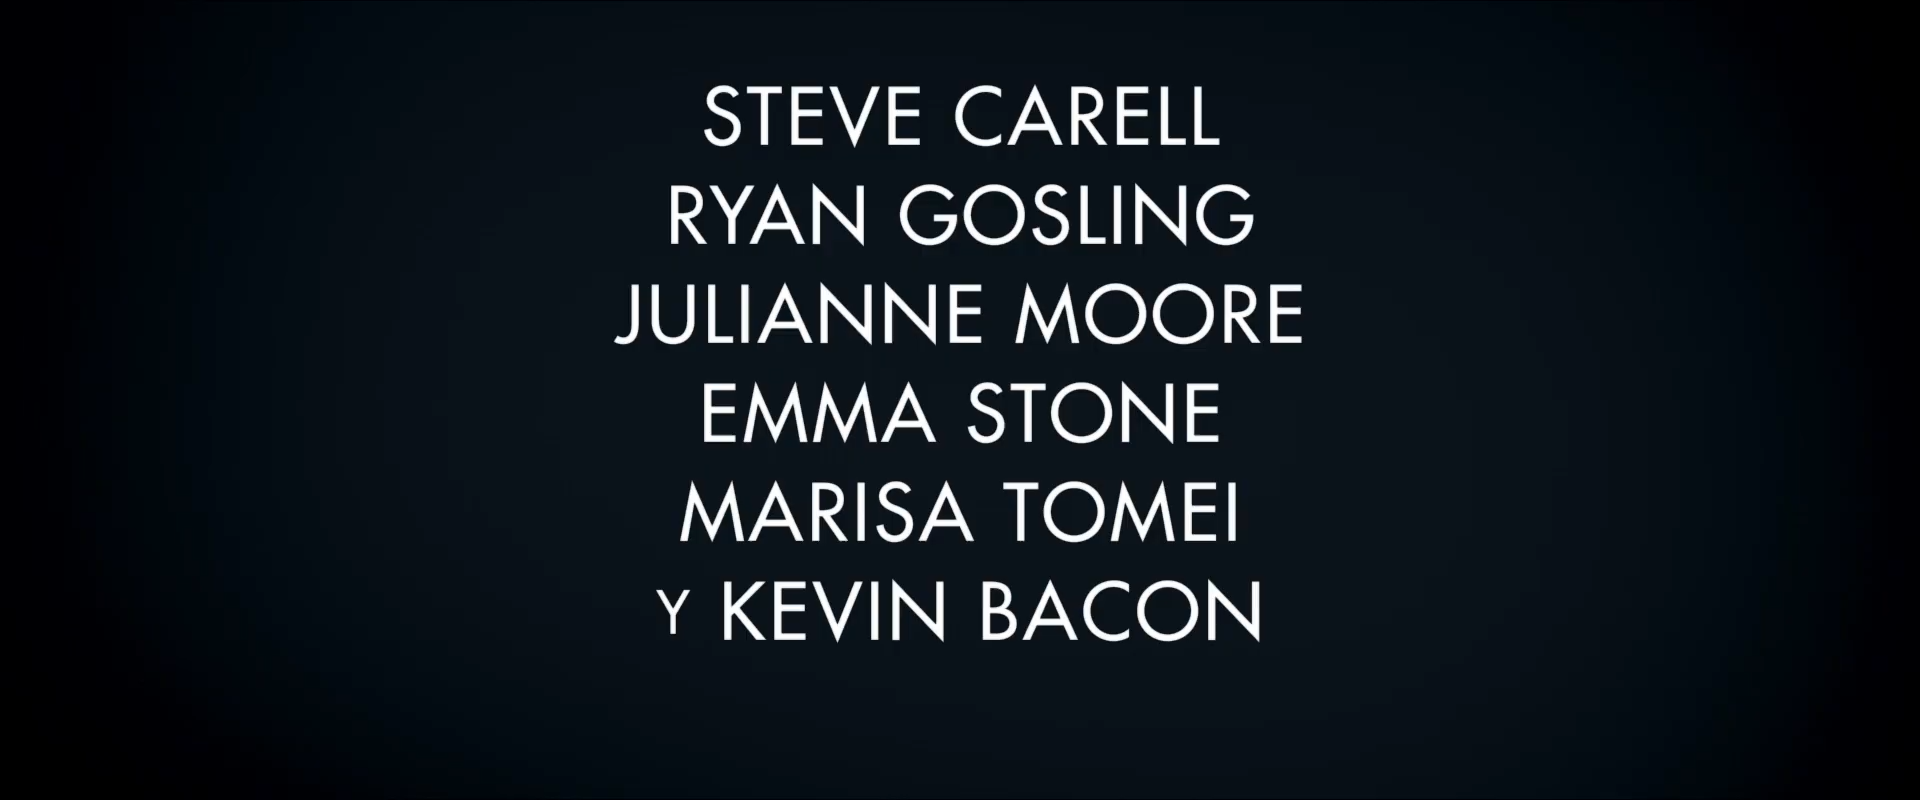 STEVE CARELL
RYAN GOSLING
JULIANNE MOORE
EMMA STONE
MARISA TOMEI
Y KEVIN BACON